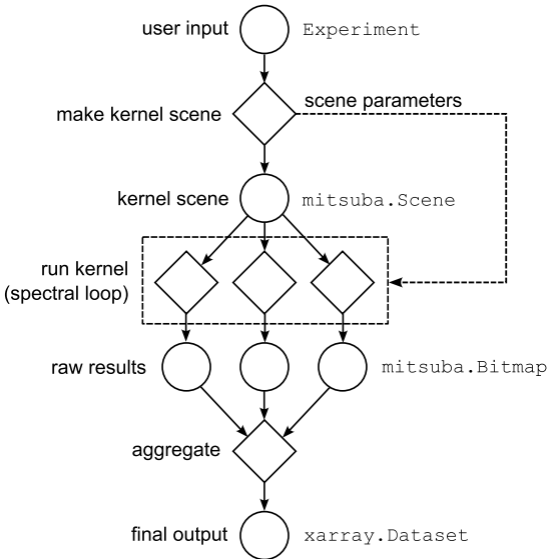 user input
Experiment
make kernel scene
scene parameters
kernel scene
mitsuba.Scene
run kernel
(spectral loop)
raw results
mitsuba.Bitmap
aggregate
final output
xarray.Dataset